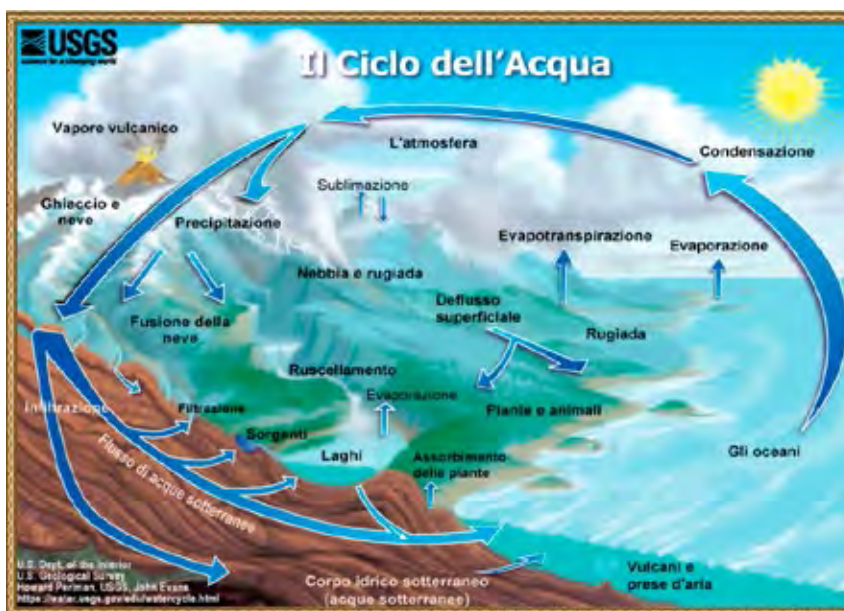 USGS
science for a changing world
Il Ciclo dell'Acqua
Vapore vulcanico
L'atmosfera
Condensazione
Sublimazione
Ghiaccio e
neve
Precipitazione
Evapotranspirazione
Evaporazione
Nebbia e rugiada
Deflusso
superficiale
Fusione della
neve
Rugiada
Ruscellamento
Evaporazione
Infiltrazione
Filtrazione
Piante e animali
Sorgenti
Laghi
Assorbimento
delle piante
Gli oceani
Flusso di acque sotterranee
Vulcani e
prese d'aria
U.S. Dept. of the Interior
U.S. Geological Survey
Howard Perlman, USGS, John Evans
https://water.usgs.gov/edu/watercycle.html
Corpo idrico sotterraneo
(acque sotterranee)